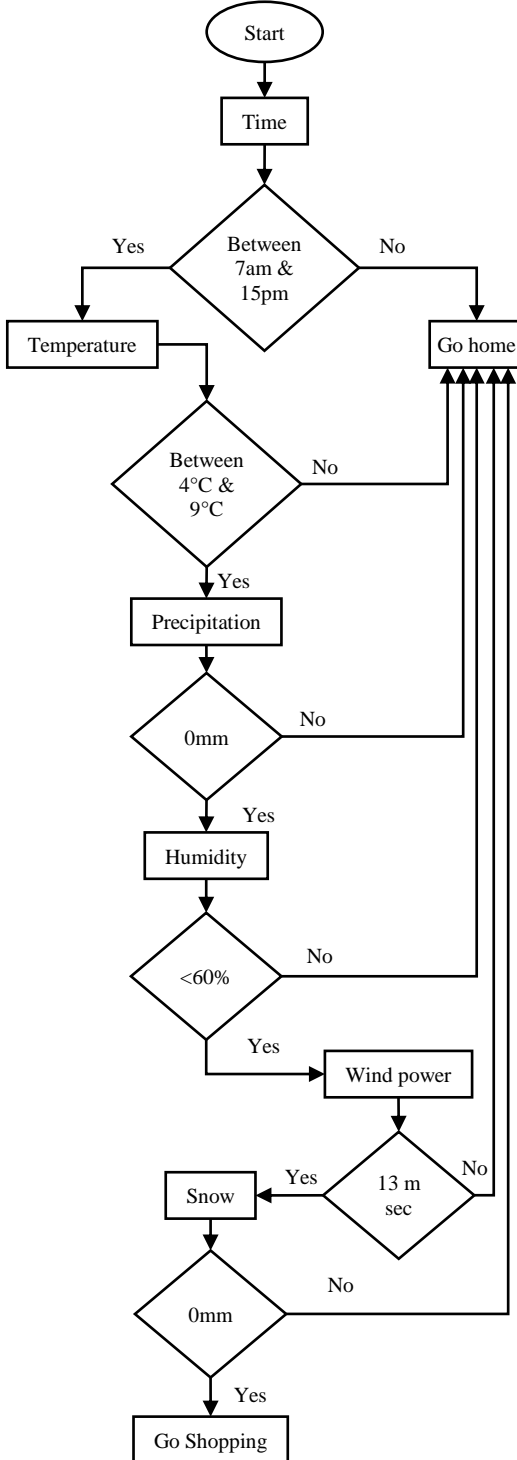 Start
Time
Yes
Between
7am &
15pm
No
Temperature
Go home
Between
4°C &
9°C
No
Yes
Precipitation
0mm
No
Yes
Humidity
<60%
No
Yes
Wind power
13 m
sec
Yes
No
Snow
0mm
No
Yes
Go Shopping